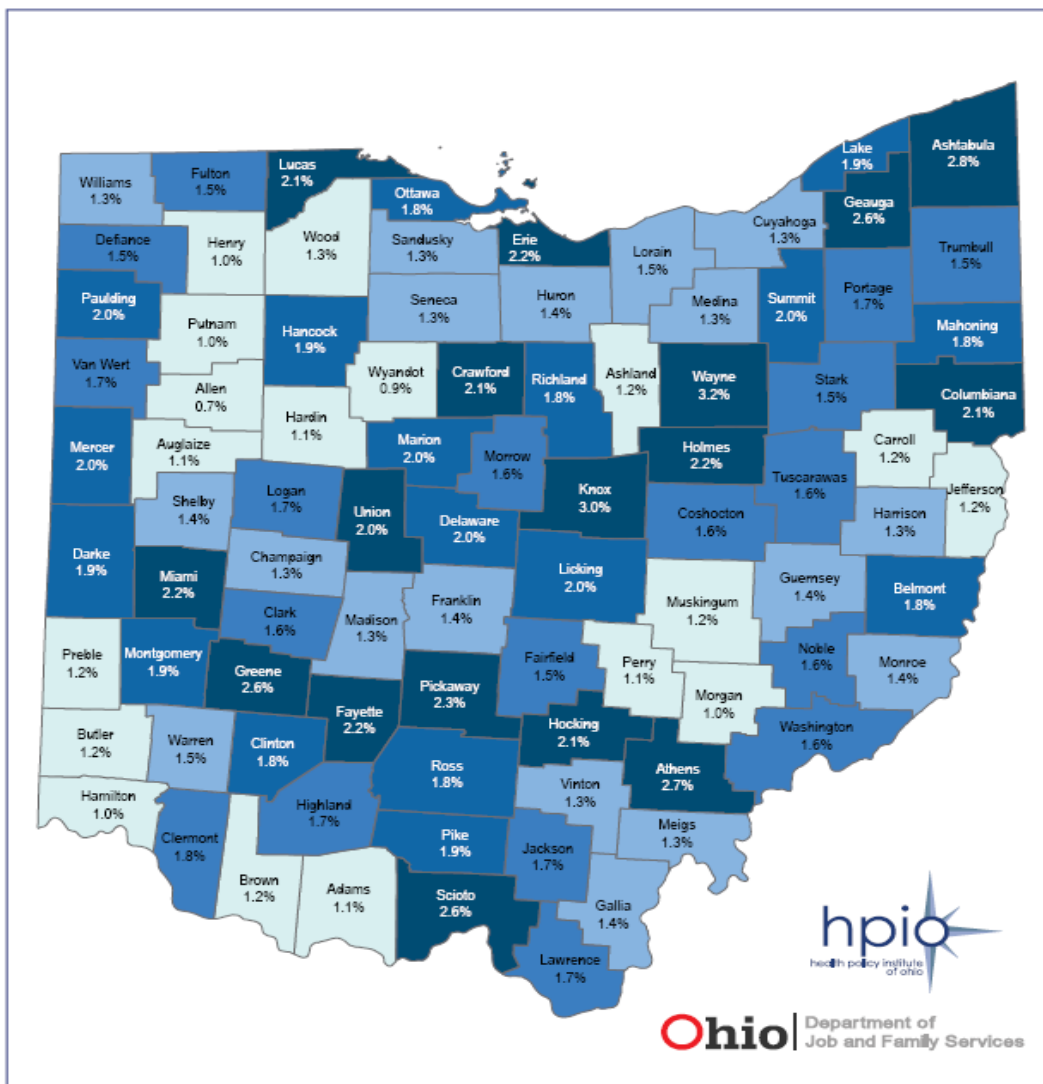 Ashtabula
2.8%
Lake
1.9%
Lucas
2.1%
Fulton
1.5%
Williams
1.3%
Ottawa
1.8%
Geauga
2.6%
Cuyahoga
1.3%
Erie
2.2%
Sandusky
1.3%
Wood
1.3%
Henry
1.0%
Defiance
1.5%
Lorain
1.5%
Trumbull
1.5%
Portage
1.7%
Summit
2.0%
Medina
1.3%
Huron
1.4%
Seneca
1.3%
Paulding
2.0%
Putnam
1.0%
Hancock
1.9%
Mahoning
1.8%
Van Wert
1.7%
Allen
0.7%
Wyandot
0.9%
Crawford
2.1%
Richland
1.8%
Ashland
1.2%
Wayne
3.2%
Stark
1.5%
Columbiana
2.1%
Hardin
1.1%
Mercer
2.0%
Auglaize
1.1%
Marion
2.0%
Morrow
1.6%
Holmes
2.2%
Carroll
1.2%
Tuscarawas
1.6%
Jefferson
1.2%
Harrison
1.3%
Shelby
1.4%
Logan
1.7%
Union
2.0%
Knox
3.0%
Coshocton
1.6%
Delaware
2.0%
Darke
1.9%
Miami
2.2%
Champaign
1.3%
Licking
2.0%
Guernsey
1.4%
Belmont
1.8%
Clark
1.6%
Madison
1.3%
Franklin
1.4%
Muskingum
1.2%
Preble
1.2%
Montgomery
1.9%
Greene
2.6%
Fairfield
1.5%
Perry
1.1%
Noble
1.6%
Monroe
1.4%
Fayette
2.2%
Pickaway
2.3%
Morgan
1.0%
Butler
1.2%
Warren
1.5%
Clinton
1.8%
Hocking
2.1%
Washington
1.6%
Ross
1.8%
Athens
2.7%
Hamilton
1.0%
Highland
1.7%
Vinton
1.3%
Clermont
1.8%
Pike
1.9%
Jackson
1.7%
Meigs
1.3%
Brown
1.2%
Adams
1.1%
Scioto
2.6%
Gallia
1.4%
Lawrence
1.7%
hpio
health policy institute
of ohio
Ohio
Department of
Job and Family Services